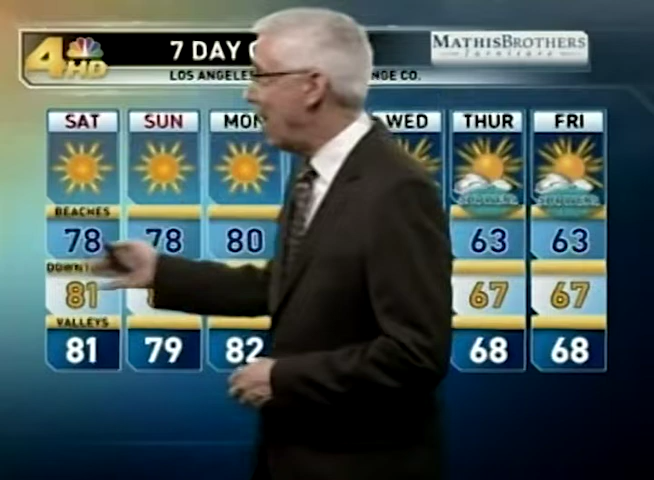 4 HD
7 DAY
MATHIS BROTHERS
furniture
LOS ANGELES
NGE CO.
SAT SUN MON WED THUR FRI
BEACHES
78 78 80 63 63
81 67 67
VALLEYS
81 79 82 68 68